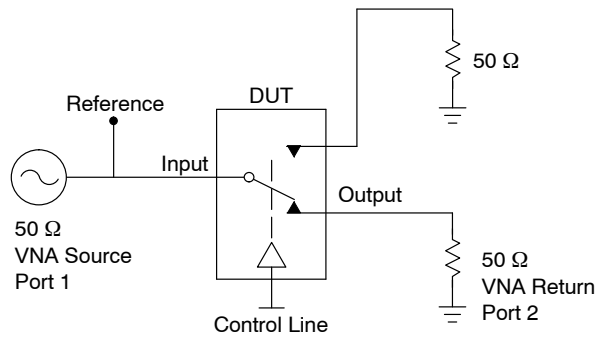 50 Ω
DUT
Reference
Input
Output
50 Ω
VNA Source
Port 1
50 Ω
VNA Return
Port 2
Control Line